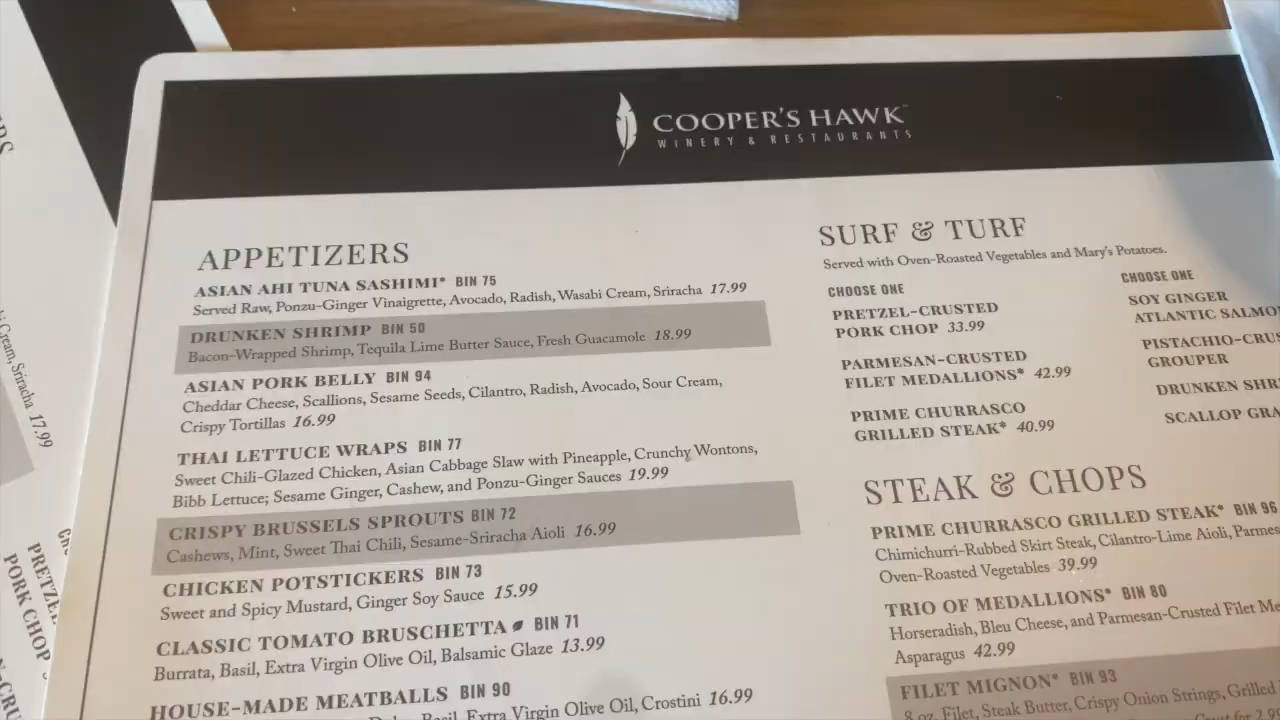 COOPER'S HAWK
WINERY & RESTAURANTS
APPETIZERS
ASIAN AHI TUNA SASHIMI* BIN 75
Served Raw, Ponzu-Ginger Vinaigrette, Avocado, Radish, Wasabi Cream, Sriracha 17.99
DRUNKEN SHRIMP BIN 50
Bacon-Wrapped Shrimp, Tequila Lime Butter Sauce, Fresh Guacamole 18.99
ASIAN PORK BELLY BIN 94
Cheddar Cheese, Scallions, Sesame Seeds, Cilantro, Radish, Avocado, Sour Cream,
Crispy Tortillas 16.99
THAI LETTUCE WRAPS BIN 77
Sweet Chili-Glazed Chicken, Asian Cabbage Slaw with Pineapple, Crunchy Wontons,
Bibb Lettuce; Sesame Ginger, Cashew, and Ponzu-Ginger Sauces 19.99
CRISPY BRUSSELS SPROUTS BIN 72
Cashews, Mint, Sweet Thai Chili, Sesame-Sriracha Aioli 16.99
CHICKEN POTSTICKERS BIN 73
Sweet and Spicy Mustard, Ginger Soy Sauce 15.99
CLASSIC TOMATO BRUSCHETTA BIN 71
Burrata, Basil, Extra Virgin Olive Oil, Balsamic Glaze 13.99
HOUSE-MADE MEATBALLS BIN 90
Basil, Extra Virgin Olive Oil, Crostini 16.99
SURF & TURF
Served with Oven-Roasted Vegetables and Mary's Potatoes.
CHOOSE ONE
PRETZEL-CRUSTED
PORK CHOP 33.99
PARMESAN-CRUSTED
FILET MEDALLIONS* 42.99
PRIME CHURRASCO
GRILLED STEAK* 40.99
CHOOSE ONE
SOY GINGER
ATLANTIC SALMO
PISTACHIO-CRUS
GROUPER
DRUNKEN SHR
SCALLOP GRA
STEAK & CHOPS
PRIME CHURRASCO GRILLED STEAK* BIN 96
Chimichurri-Rubbed Skirt Steak, Cilantro-Lime Aioli, Parmes
Oven-Roasted Vegetables 39.99
TRIO OF MEDALLIONS* BIN 80
Horseradish, Bleu Cheese, and Parmesan-Crusted Filet Me
Asparagus 42.99
FILET MIGNON* BIN 93
8 oz. Filet, Steak Butter, Crispy Onion Strings, Grilled
Cream, Sriracha 17.99
PRETZE
PORK CHOP